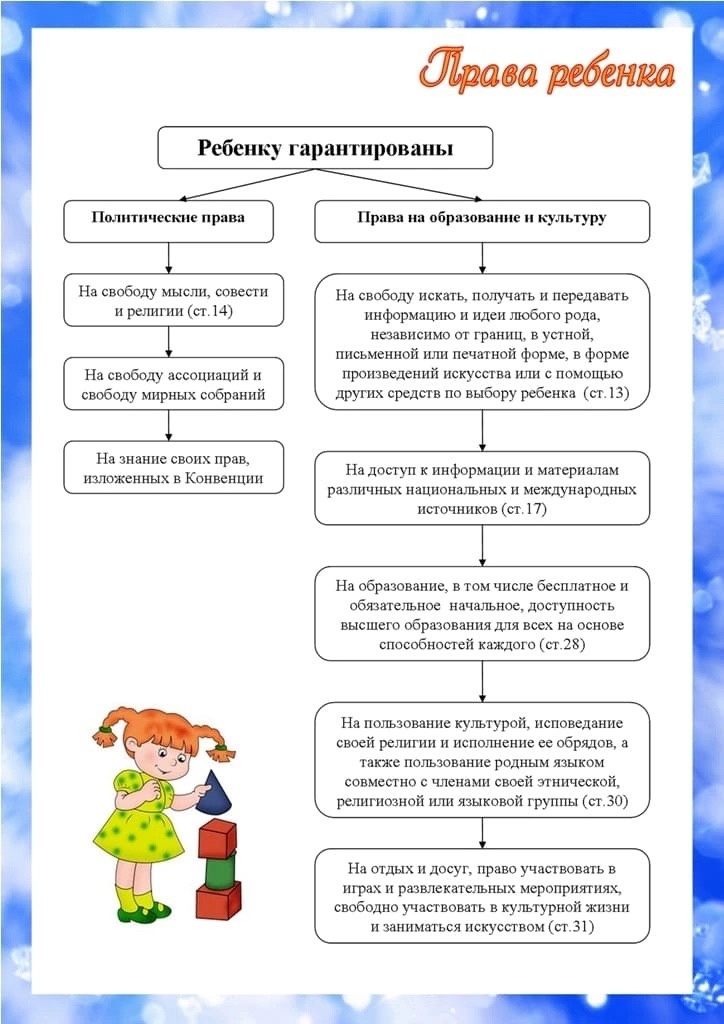 Права ребенка
Ребенку гарантированы
Политические права
На свободу мысли, совести
и религии (ст.14)
На свободу ассоциаций и
свободу мирных собраний
На знание своих прав,
изложенных в Конвенции
Права на образование и культуру
На свободу искать, получать и передавать
информацию и идеи любого рода,
независимо от границ, в устной,
письменной или печатной форме, в форме
произведений искусства или с помощью
других средств по выбору ребенка (ст.13)
На доступ к информации и материалам
различных национальных и международных
источников (ст.17)
На образование, в том числе бесплатное и
обязательное начальное, доступность
высшего образования для всех на основе
способностей каждого (ст.28)
На пользование культурой, исповедание
своей религии и исполнение ее обрядов, а
также пользование родным языком
совместно с членами своей этнической,
религиозной или языковой группы (ст.30)
На отдых и досуг, право участвовать в
играх и развлекательных мероприятиях,
свободно участвовать в культурной жизни
и заниматься искусством (ст.31)